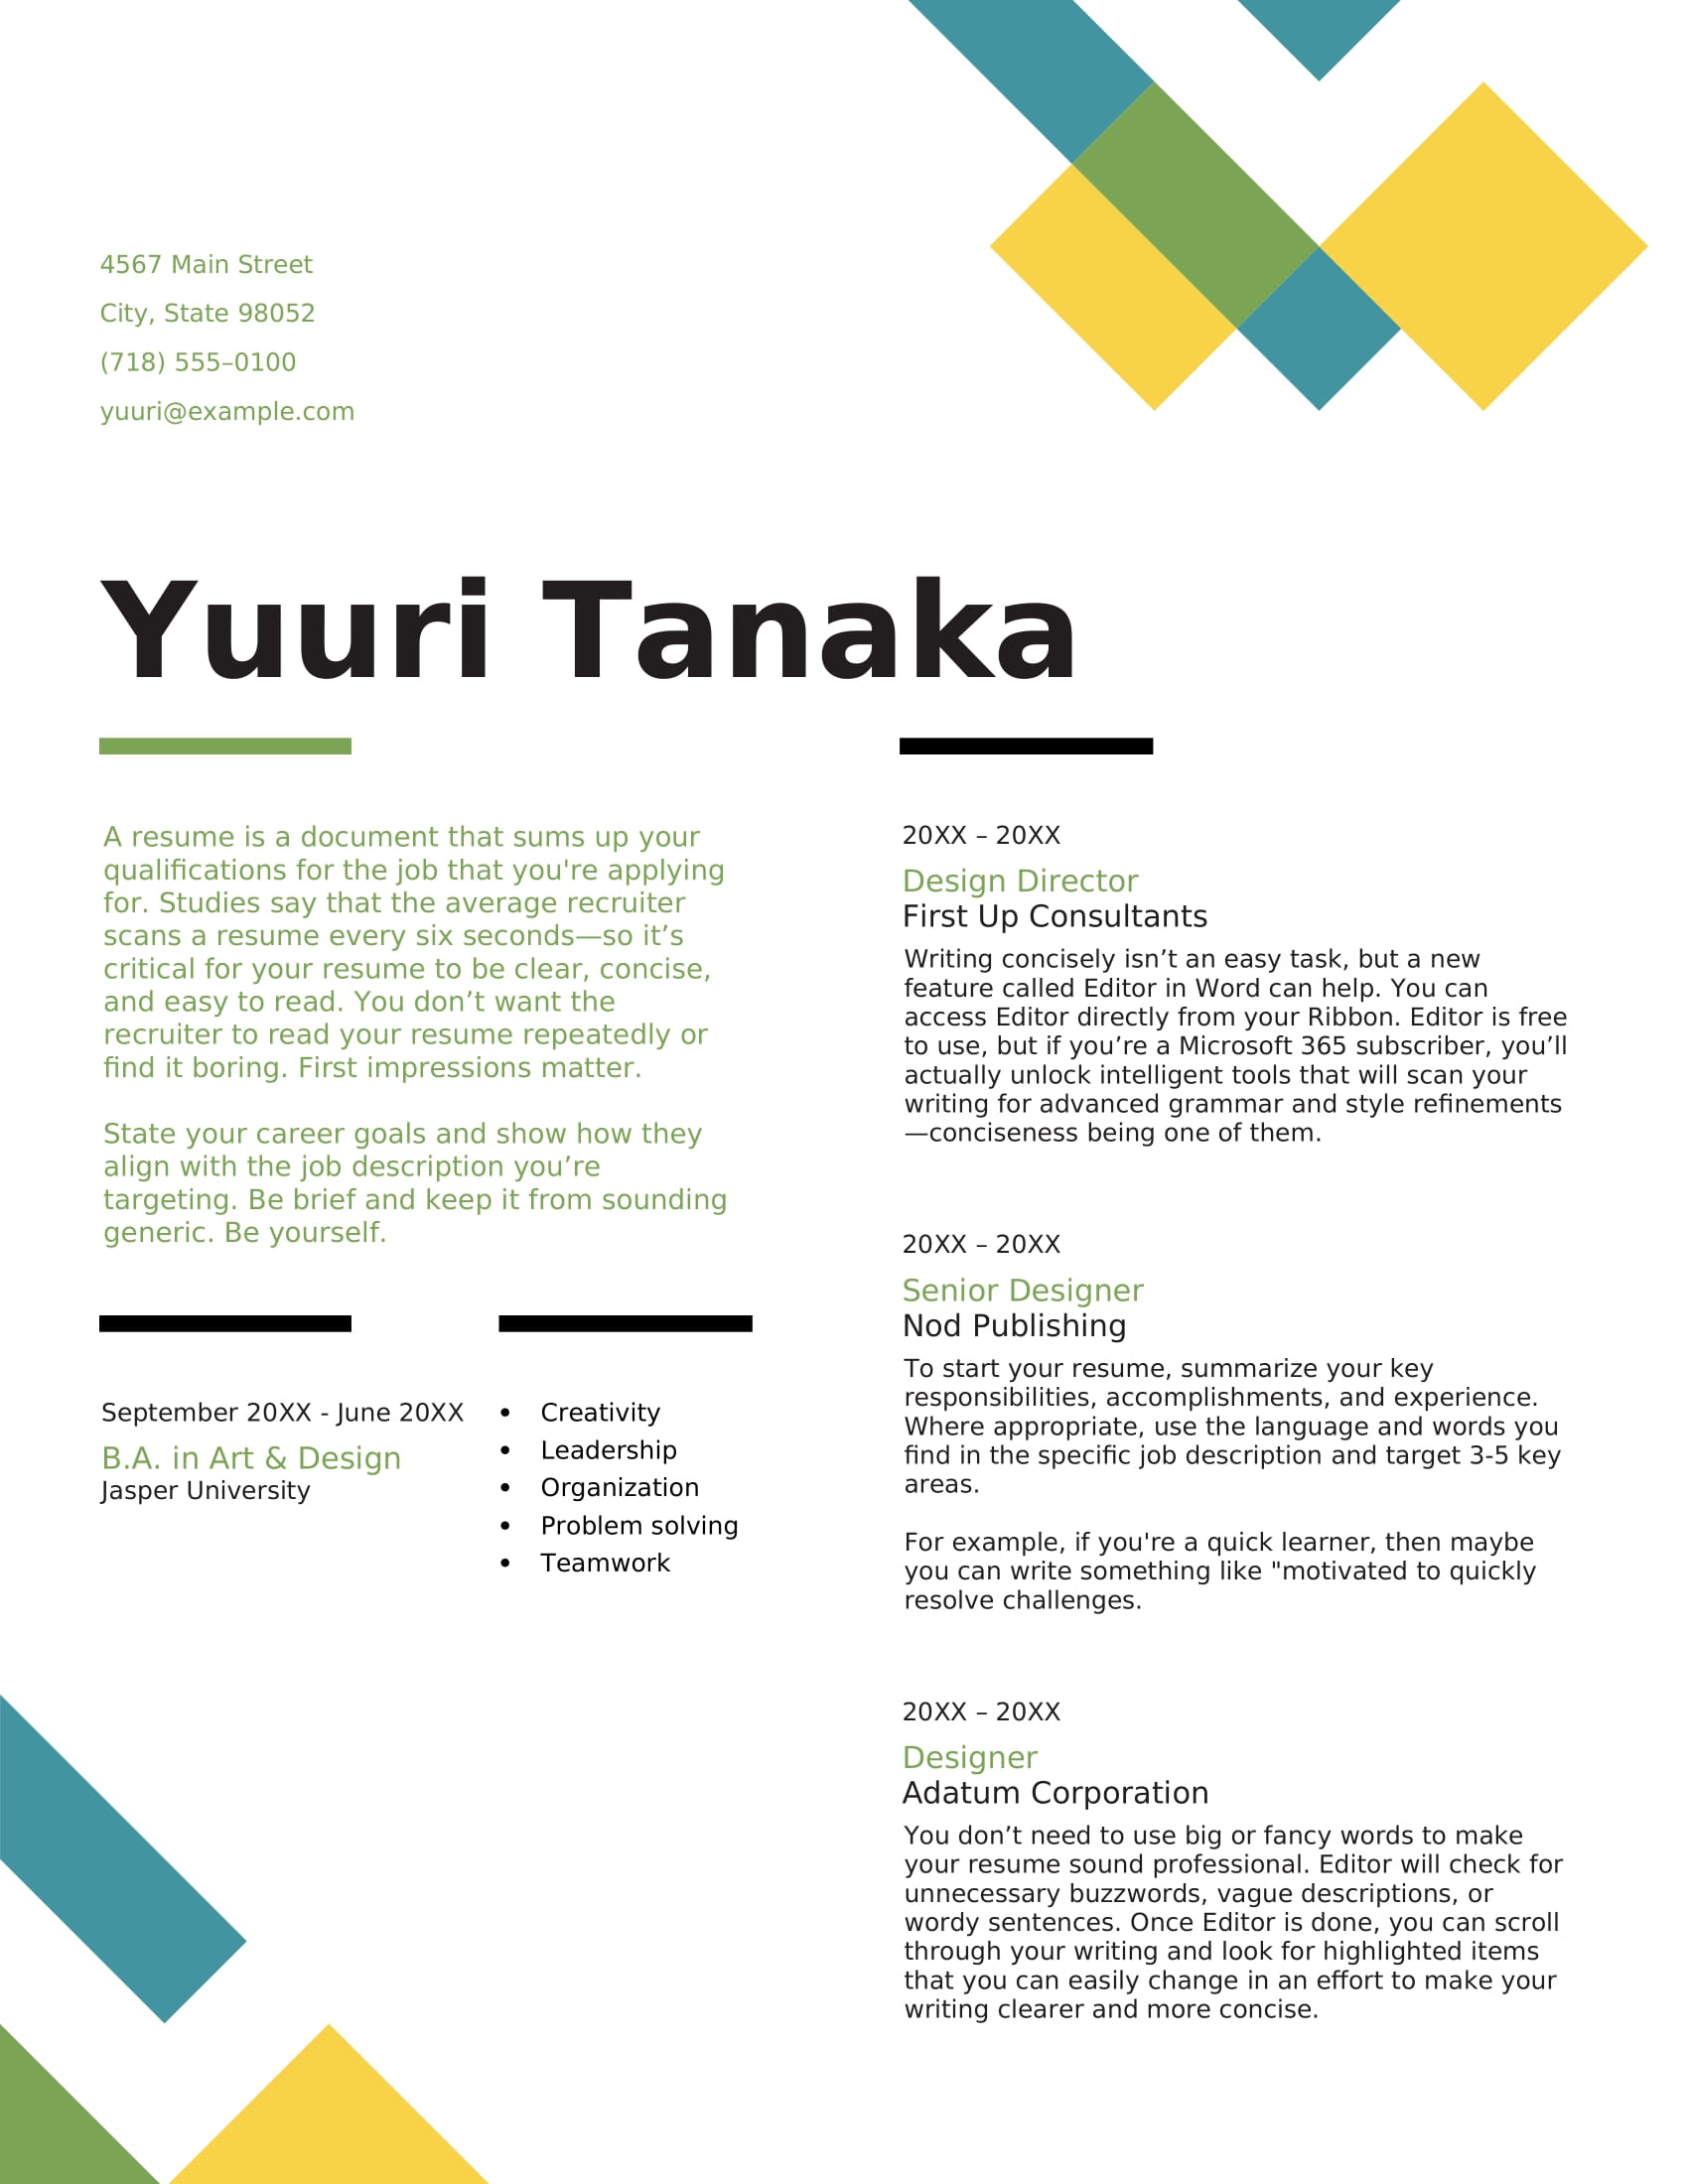 4567 Main Street
City, State 98052
(718) 555–0100
yuuri@example.com
Yuuri Tanaka
A resume is a document that sums up your
qualifications for the job that you're applying
for. Studies say that the average recruiter
scans a resume every six seconds—so it’s
critical for your resume to be clear, concise,
and easy to read. You don’t want the
recruiter to read your resume repeatedly or
find it boring. First impressions matter.
State your career goals and show how they
align with the job description you’re
targeting. Be brief and keep it from sounding
generic. Be yourself.
September 20XX - June 20XX
B.A. in Art & Design
Jasper University
• Creativity
• Leadership
• Organization
• Problem solving
• Teamwork
20XX – 20XX
Design Director
First Up Consultants
Writing concisely isn’t an easy task, but a new
feature called Editor in Word can help. You can
access Editor directly from your Ribbon. Editor is free
to use, but if you’re a Microsoft 365 subscriber, you’ll
actually unlock intelligent tools that will scan your
writing for advanced grammar and style refinements
—conciseness being one of them.
20XX – 20XX
Senior Designer
Nod Publishing
To start your resume, summarize your key
responsibilities, accomplishments, and experience.
Where appropriate, use the language and words you
find in the specific job description and target 3-5 key
areas.
For example, if you're a quick learner, then maybe
you can write something like "motivated to quickly
resolve challenges.
20XX – 20XX
Designer
Adatum Corporation
You don’t need to use big or fancy words to make
your resume sound professional. Editor will check for
unnecessary buzzwords, vague descriptions, or
wordy sentences. Once Editor is done, you can scroll
through your writing and look for highlighted items
that you can easily change in an effort to make your
writing clearer and more concise.